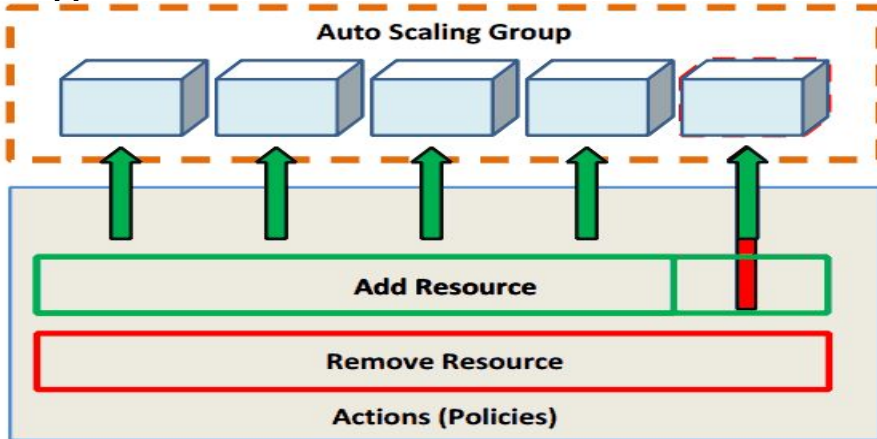 Auto Scaling Group
Add Resource
Remove Resource
Actions (Policies)